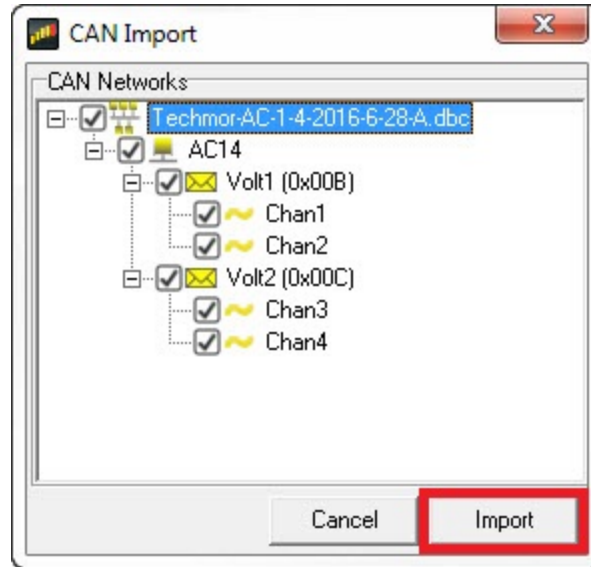 CAN Import
CAN Networks
Techmor-AC-1-4-2016-6-28-A.dbc
AC14
Volt1 (0x00B)
Chan1
Chan2
Volt2 (0x00C)
Chan3
Chan4
Cancel
Import